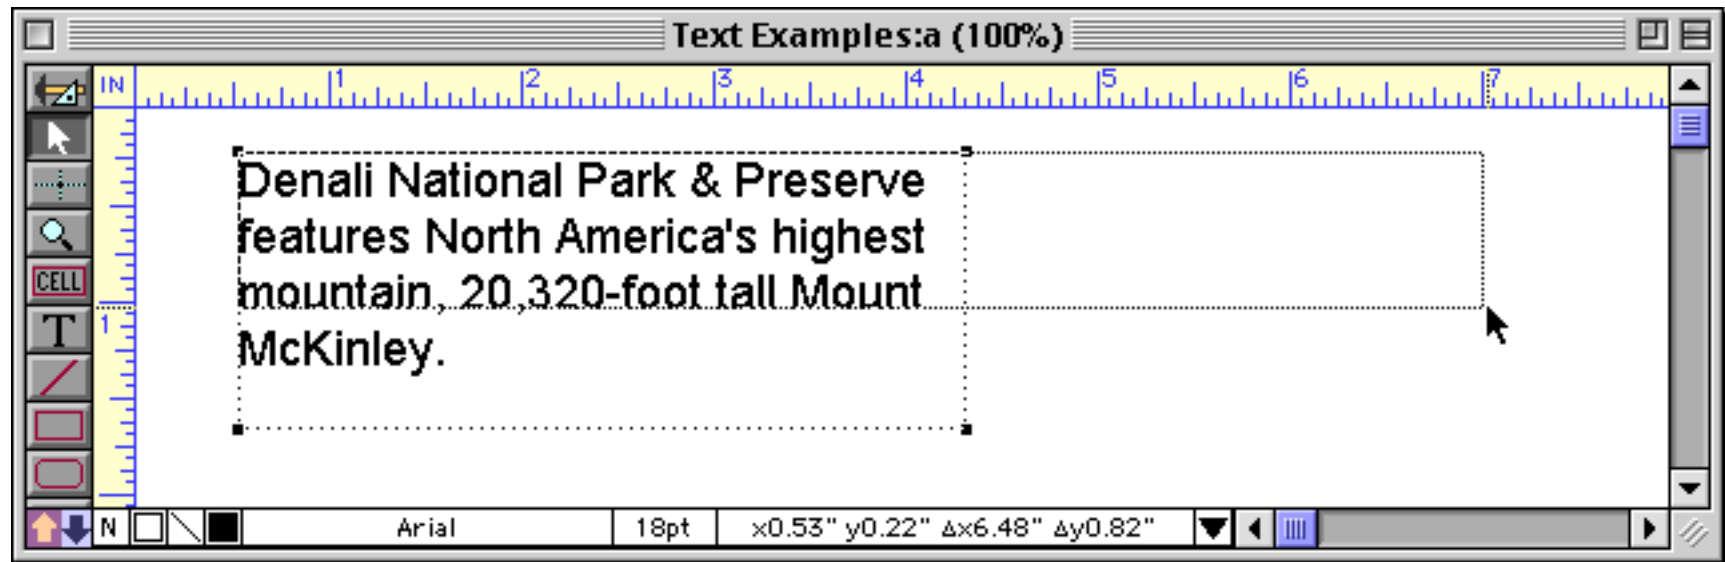 Text Examples:a (100%)
IN 1 2 3 4 5 6 7
Denali National Park & Preserve
features North America's highest
mountain, 20,320-foot tall Mount
McKinley.
CELL
T
1
N Arial 18pt x0.53" y0.22" Δx6.48" Δy0.82"